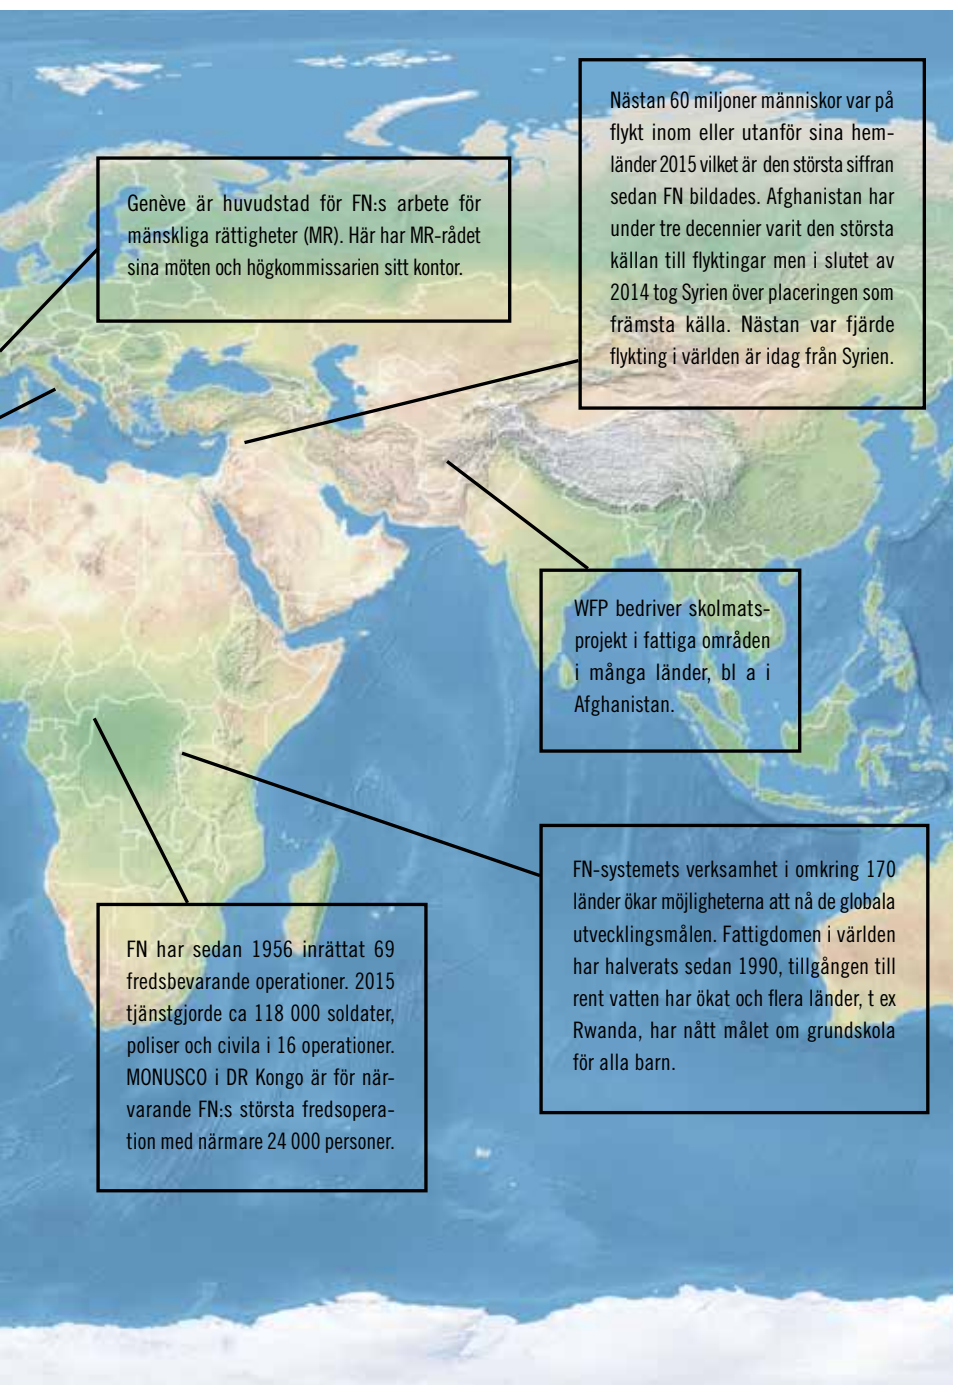 Nästan 60 miljoner människor var på
flykt inom eller utanför sina hem-
länder 2015 vilket är den största siffran
sedan FN bildades. Afghanistan har
under tre decennier varit den största
källan till flyktingar men i slutet av
2014 tog Syrien över placeringen som
främsta källa. Nästan var fjärde
flykting i världen är idag från Syrien.
Genève är huvudstad för FN:s arbete för
mänskliga rättigheter (MR). Här har MR-rådet
sina möten och högkommissarien sitt kontor.
WFP bedriver skolmats-
projekt i fattiga områden
i många länder, bl a i
Afghanistan.
FN-systemets verksamhet i omkring 170
länder ökar möjligheterna att nå de globala
utvecklingsmålen. Fattigdomen i världen
har halverats sedan 1990, tillgången till
rent vatten har ökat och flera länder, t ex
Rwanda, har nått målet om grundskola
för alla barn.
FN har sedan 1956 inrättat 69
fredsbevarande operationer. 2015
tjänstgjorde ca 118 000 soldater,
poliser och civila i 16 operationer.
MONUSCO i DR Kongo är för när-
varande FN:s största fredsopera-
tion med närmare 24 000 personer.